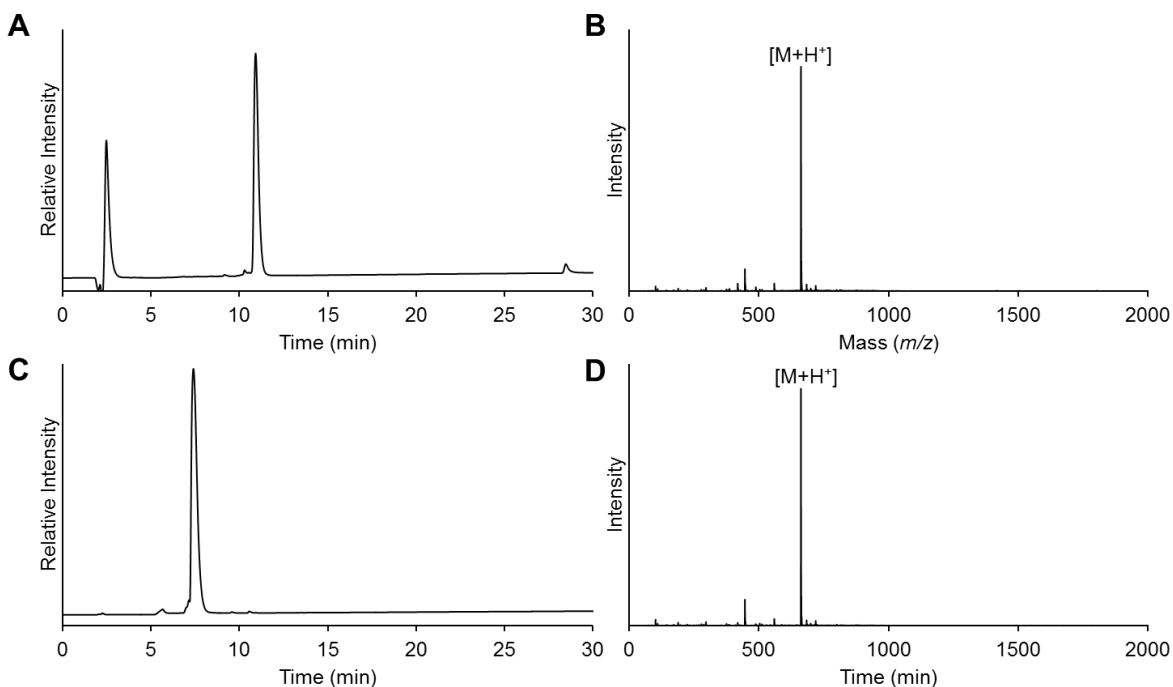 A
Relative Intensity
0 5 10 15 20 25 30
Time (min)
B
[M+H⁺]
Intensity
0 500 1000 1500 2000
Mass (m/z)
C
Relative Intensity
0 5 10 15 20 25 30
Time (min)
D
[M+H⁺]
Intensity
0 500 1000 1500 2000
Time (min)